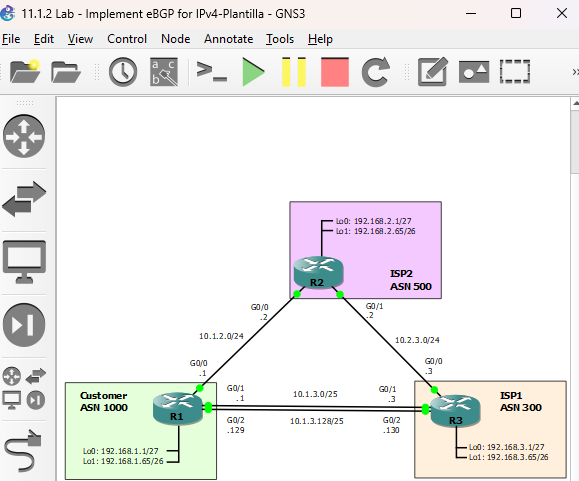 11.1.2 Lab - Implement eBGP for IPv4-Plantilla - GNS3
File Edit View Control Node Annotate Tools Help
a b
c
>_
»
Lo0: 192.168.2.1/27
Lo1: 192.168.2.65/26
ISP2
ASN 500
R2
G0/0
.2
G0/1
.2
10.1.2.0/24
10.2.3.0/24
G0/0
.1
G0/0
.3
Customer
ASN 1000
R1
G0/1
.1
10.1.3.0/25
G0/1
.3
G0/2
.129
10.1.3.128/25
G0/2
.130
ISP1
ASN 300
R3
Lo0: 192.168.1.1/27
Lo1: 192.168.1.65/26
Lo0: 192.168.3.1/27
Lo1: 192.168.3.65/26